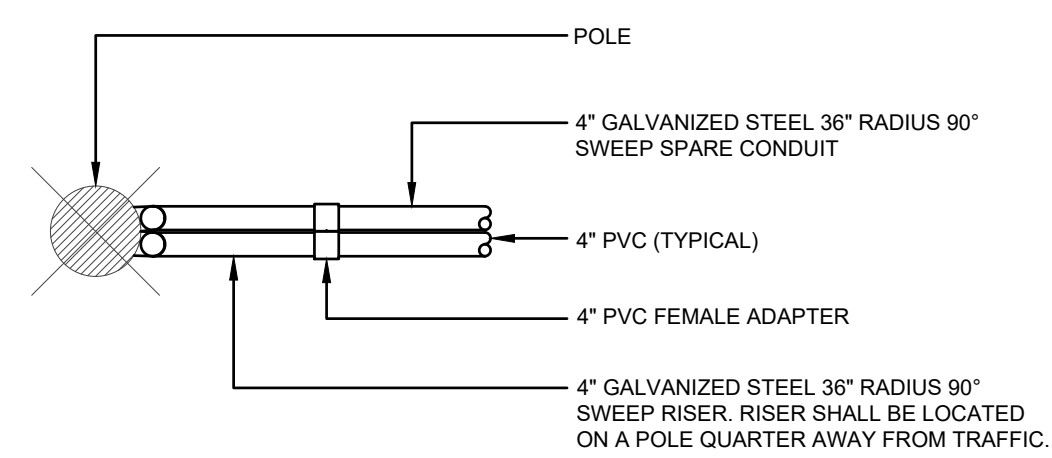 POLE
4" GALVANIZED STEEL 36" RADIUS 90°
SWEEP SPARE CONDUIT
4" PVC (TYPICAL)
4" PVC FEMALE ADAPTER
4" GALVANIZED STEEL 36" RADIUS 90°
SWEEP RISER. RISER SHALL BE LOCATED
ON A POLE QUARTER AWAY FROM TRAFFIC.